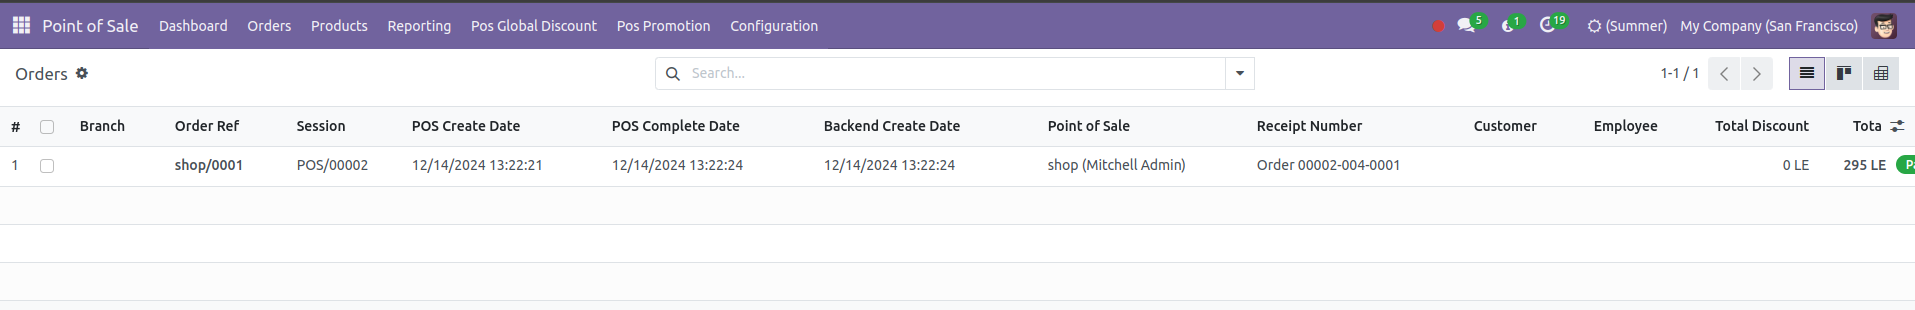 Point of Sale Dashboard Orders Products Reporting Pos Global Discount Pos Promotion Configuration 5 1 19 (Summer) My Company (San Francisco)
Orders Search... 1-1 / 1
# Branch Order Ref Session POS Create Date POS Complete Date Backend Create Date Point of Sale Receipt Number Customer Employee Total Discount Tota
1 shop/0001 POS/00002 12/14/2024 13:22:21 12/14/2024 13:22:24 12/14/2024 13:22:24 shop (Mitchell Admin) Order 00002-004-0001 0 LE 295 LE